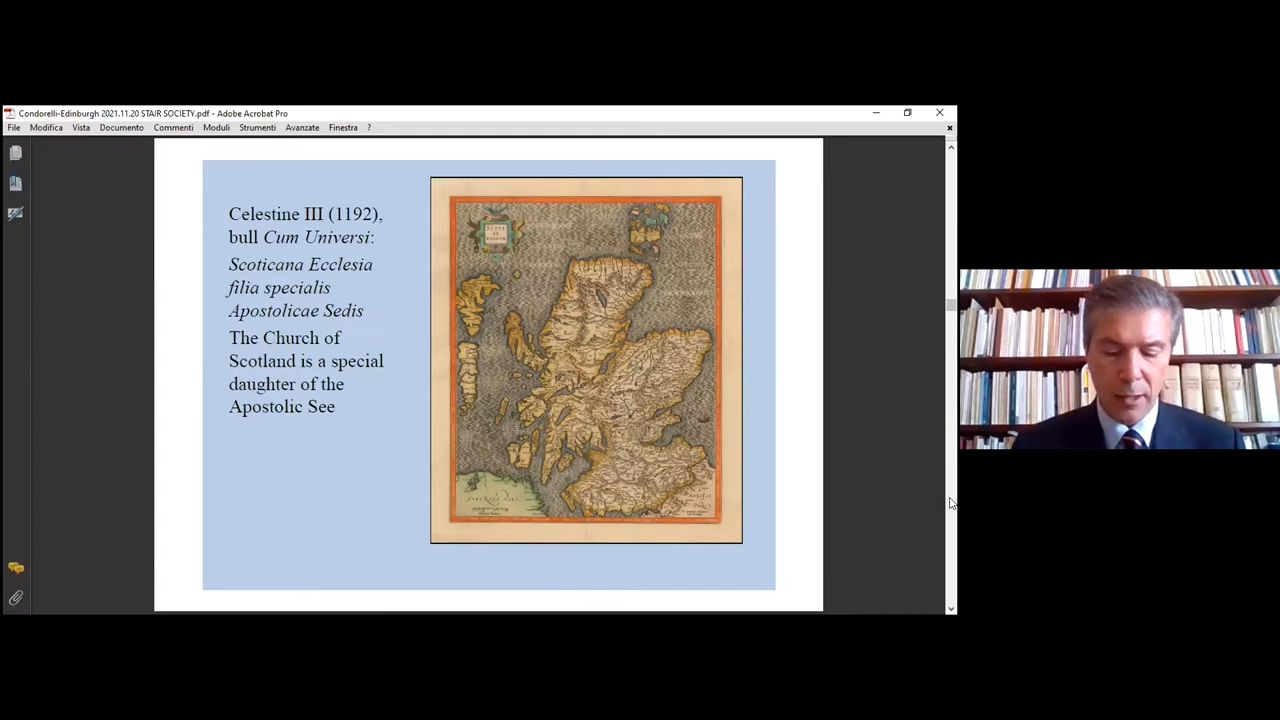 Condorelli-Edinburgh 2021.11.20 STAIR SOCIETY.pdf - Adobe Acrobat Pro
File Modifica Vista Documento Commenti Moduli Strumenti Avanzate Finestra ?
Celestine III (1192),
bull Cum Universi:
Scoticana Ecclesia
filia specialis
Apostolicae Sedis
The Church of
Scotland is a special
daughter of the
Apostolic See